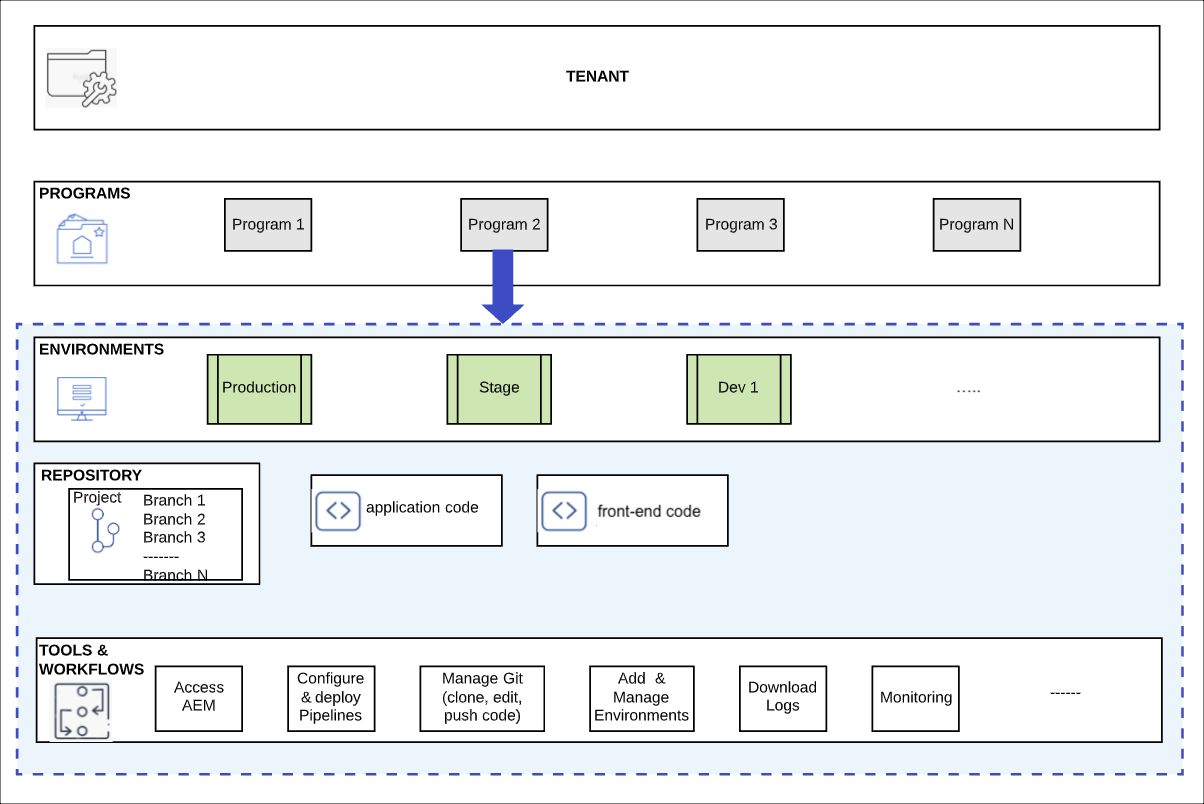 TENANT
PROGRAMS
Program 1
Program 2
Program 3
Program N
ENVIRONMENTS
Production
Stage
Dev 1
.....
REPOSITORY
Project
Branch 1
Branch 2
Branch 3
-------
Branch N
application code
front-end code
TOOLS &
WORKFLOWS
Access
AEM
Configure
& deploy
Pipelines
Manage Git
(clone, edit,
push code)
Add &
Manage
Environments
Download
Logs
Monitoring
------